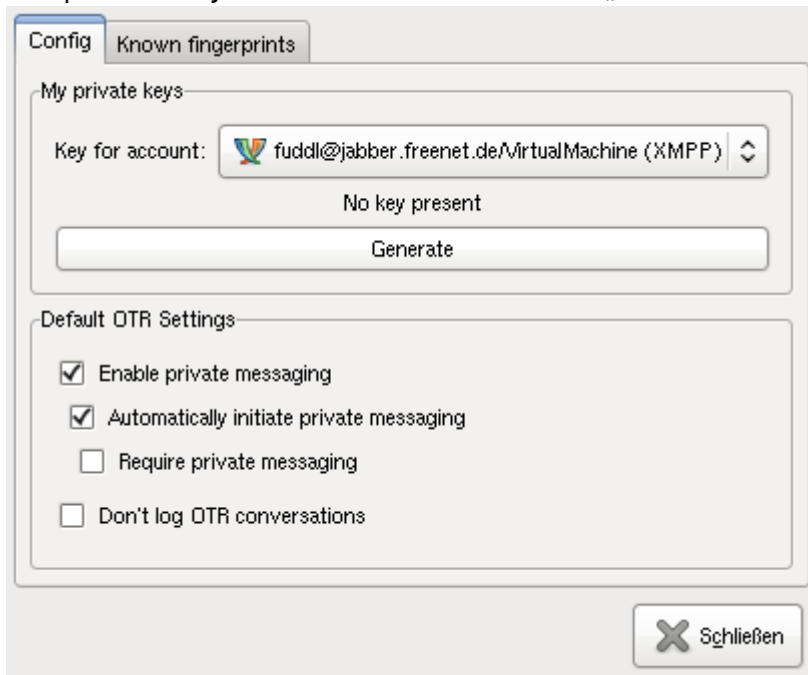 Config Known fingerprints
My private keys
Key for account: fuddl@jabber.freenet.de/VirtualMachine (XMPP)
No key present
Generate
Default OTR Settings
Enable private messaging
Automatically initiate private messaging
Require private messaging
Don't log OTR conversations
Schließen